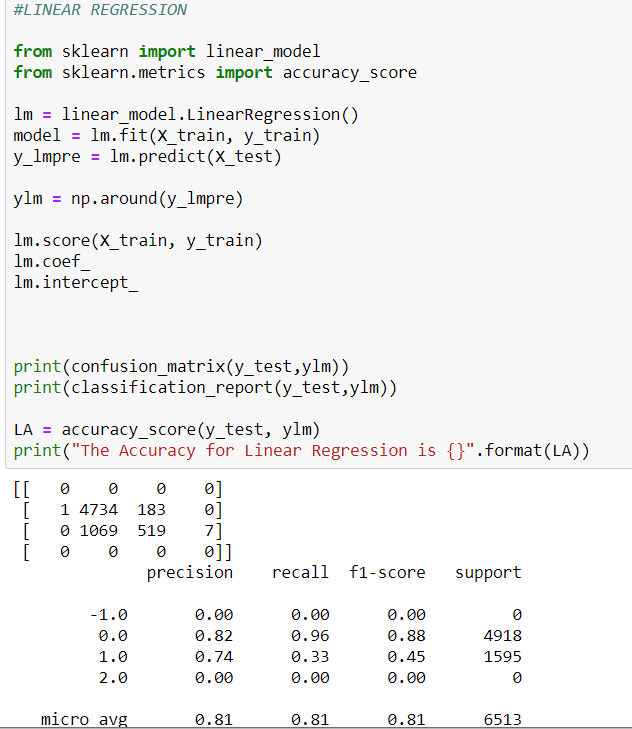 #LINEAR REGRESSION
from sklearn import linear_model
from sklearn.metrics import accuracy_score
lm = linear_model.LinearRegression()
model = lm.fit(X_train, y_train)
y_lmpre = lm.predict(X_test)
ylm = np.around(y_lmpre)
lm.score(X_train, y_train)
lm.coef_
lm.intercept_
print(confusion_matrix(y_test,ylm))
print(classification_report(y_test,ylm))
LA = accuracy_score(y_test, ylm)
print("The Accuracy for Linear Regression is {}".format(LA))
[[   0    0    0    0]
 [   1 4734  183    0]
 [   0 1069  519    7]
 [   0    0    0    0]]
              precision    recall  f1-score   support
        -1.0       0.00      0.00      0.00         0
         0.0       0.82      0.96      0.88      4918
         1.0       0.74      0.33      0.45      1595
         2.0       0.00      0.00      0.00         0
   micro avg       0.81      0.81      0.81      6513